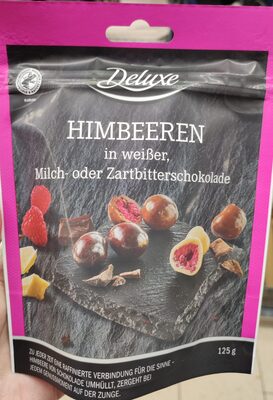 Deluxe
HIMBEEREN
in weißer,
Milch- oder Zartbitterschokolade
125 g
ZU JEDER ZEIT EINE RAFFINIERTE VERBINDUNG FÜR DIE SINNE –
HIMBEERE VON SCHOKOLADE UMHÜLLT, ZERGEHT BEI
JEDEM GENUSSMOMENT AUF DER ZUNGE.